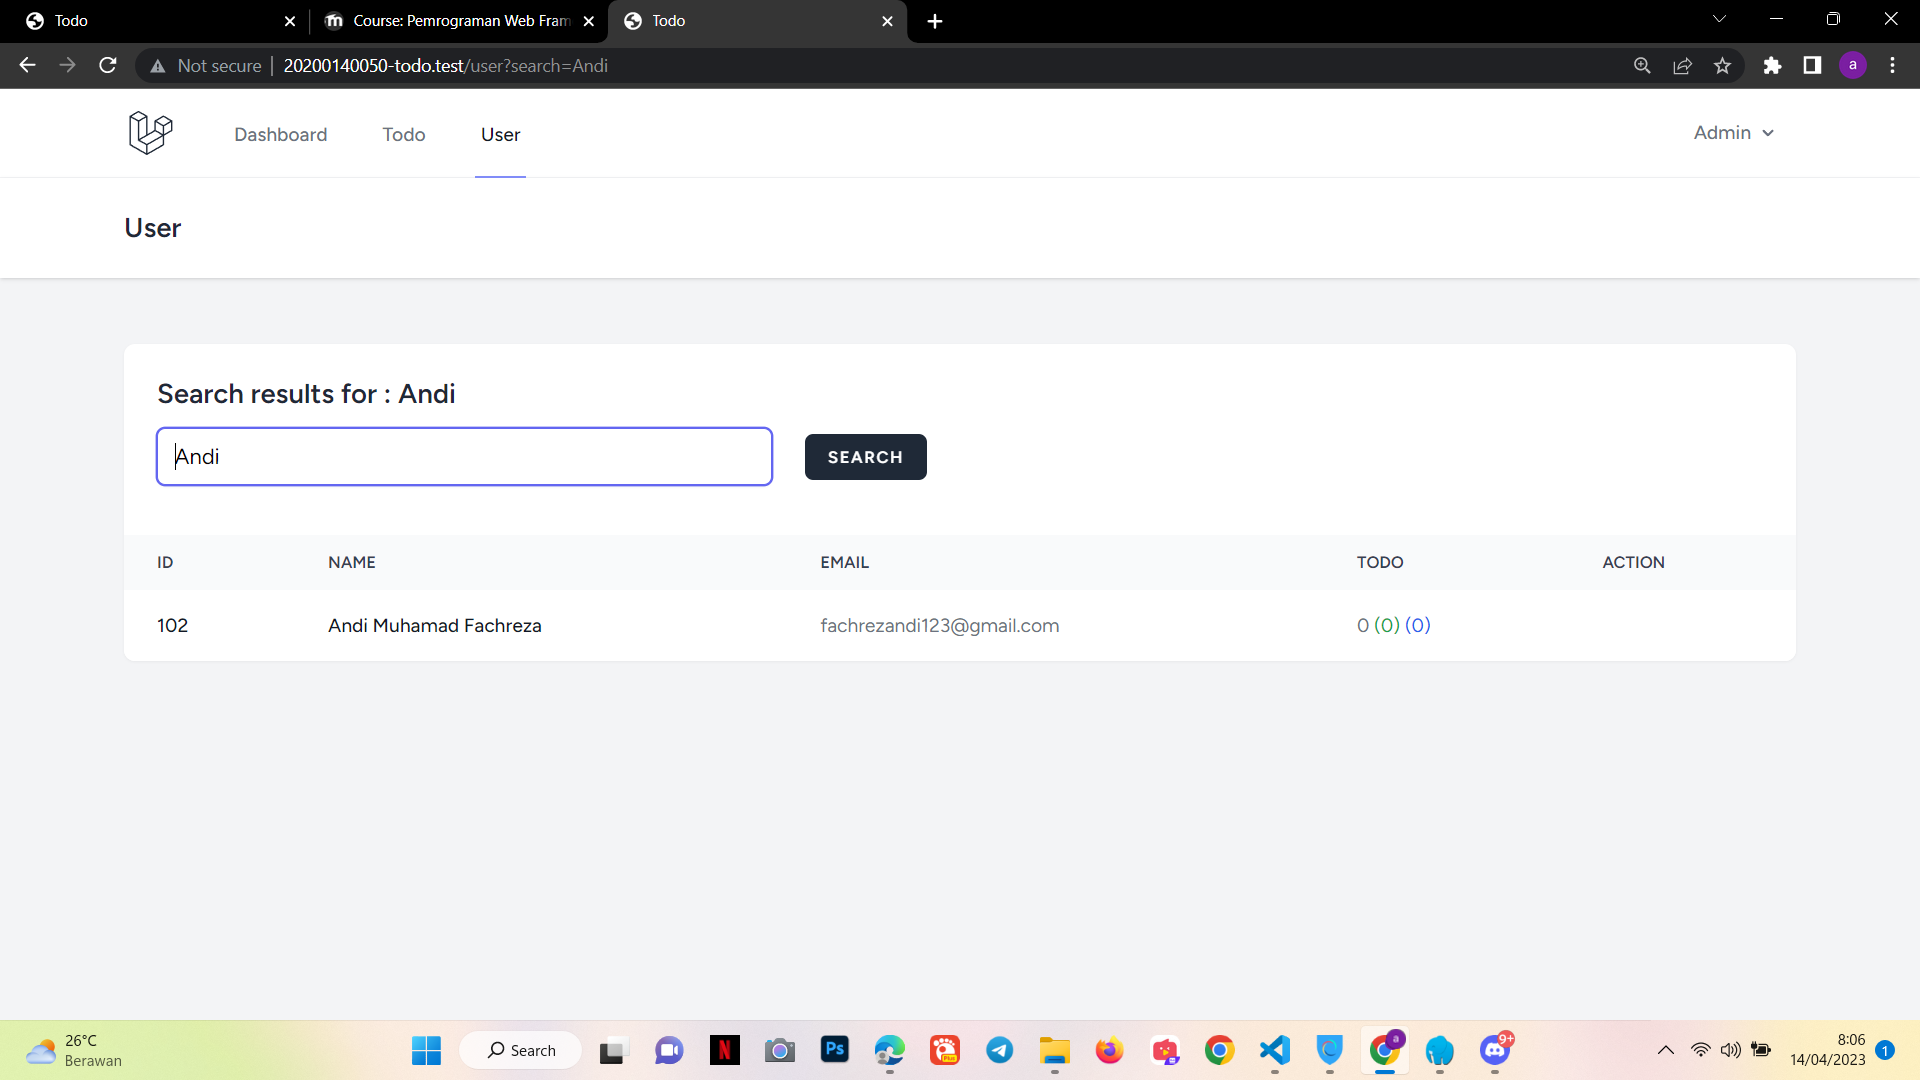 Todo
Course: Pemrograman Web Fram
Todo
Not secure
20200140050-todo.test/user?search=Andi
a
Dashboard
Todo
User
Admin
User
Search results for : Andi
Andi
SEARCH
ID
NAME
EMAIL
TODO
ACTION
102
Andi Muhamad Fachreza
fachrezandi123@gmail.com
0 (0) (0)
26°C
Berawan
Search
N
Ps
a
9+
8:06
14/04/2023
1